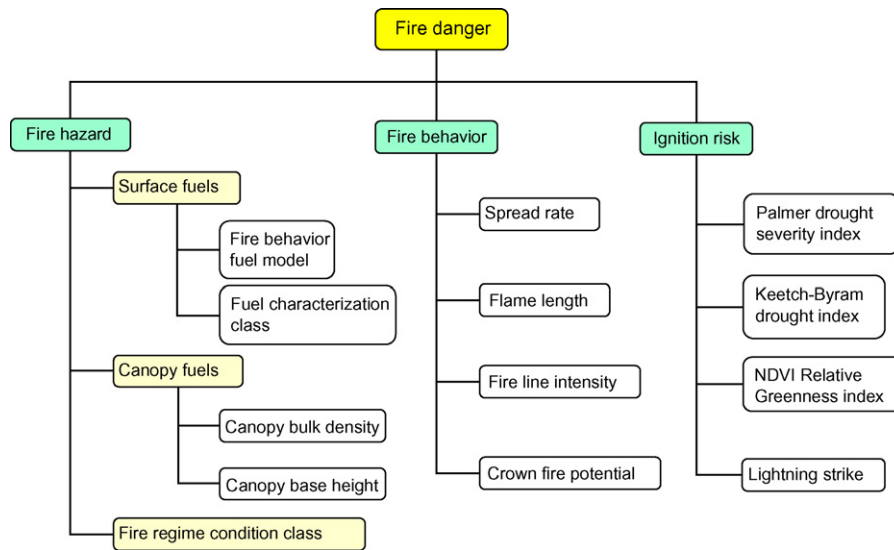 Fire danger
Fire hazard
Surface fuels
Fire behavior
fuel model
Fuel characterization
class
Canopy fuels
Canopy bulk density
Canopy base height
Fire regime condition class
Fire behavior
Spread rate
Flame length
Fire line intensity
Crown fire potential
Ignition risk
Palmer drought
severity index
Keetch-Byram
drought index
NDVI Relative
Greenness index
Lightning strike